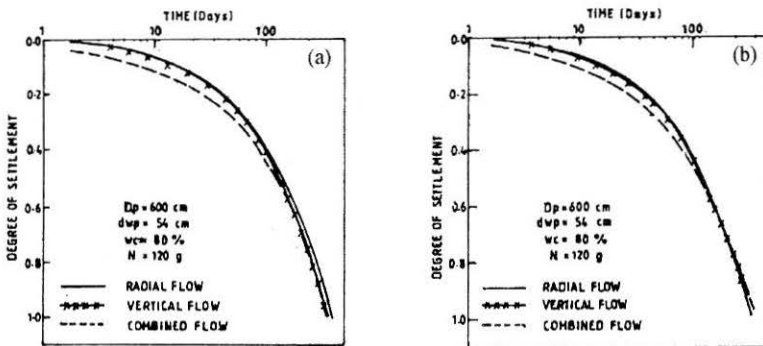 TIME (Days)
1 10 100
(a)
0·0
0·2
0·4
0·6
0·8
1·0
DEGREE OF SETTLEMENT
Dp = 600 cm
dwp = 54 cm
wc = 80 %
N = 120 g
RADIAL FLOW
VERTICAL FLOW
COMBINED FLOW
TIME (Days)
1 10 100
(b)
0·0
0·2
0·4
0·6
0·8
1·0
DEGREE OF SETTLEMENT
Dp = 600 cm
dwp = 54 cm
wc = 80 %
N = 120 g
RADIAL FLOW
VERTICAL FLOW
COMBINED FLOW